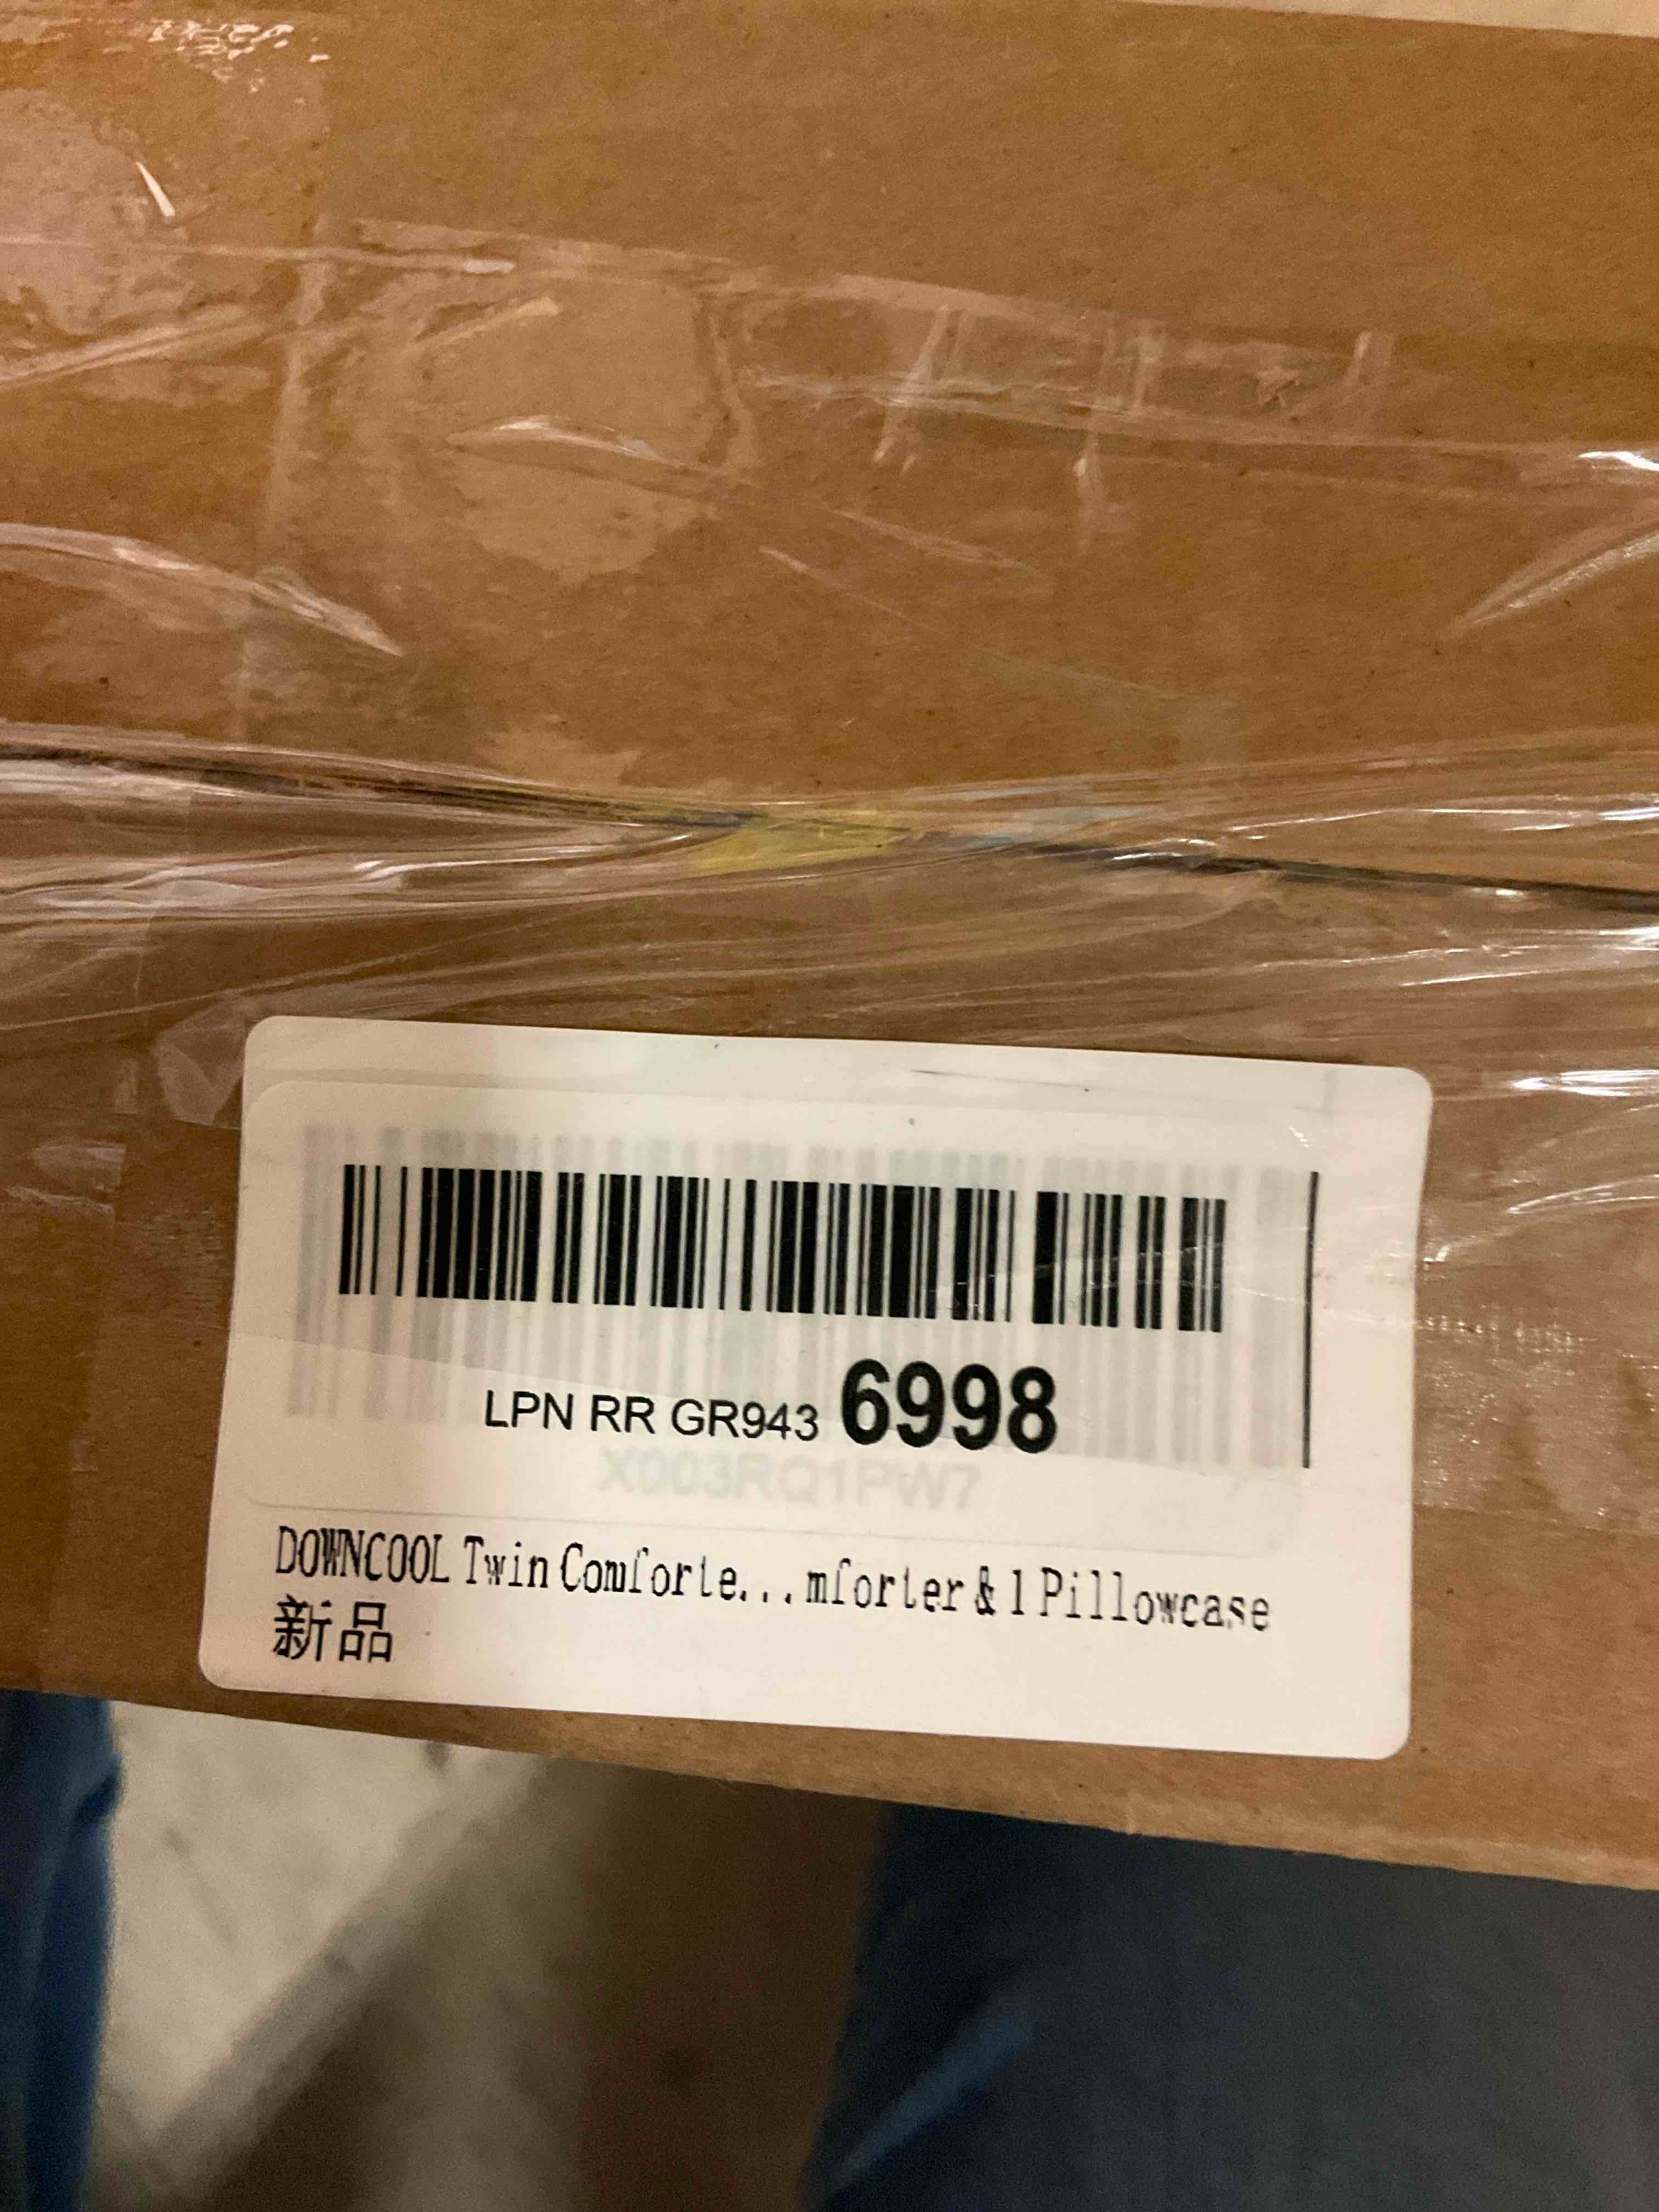 LPN RR GR943 6998
X003RQ1PW7
DOWNCOOL Twin Comforte...mforter & 1 Pillowcase
新品